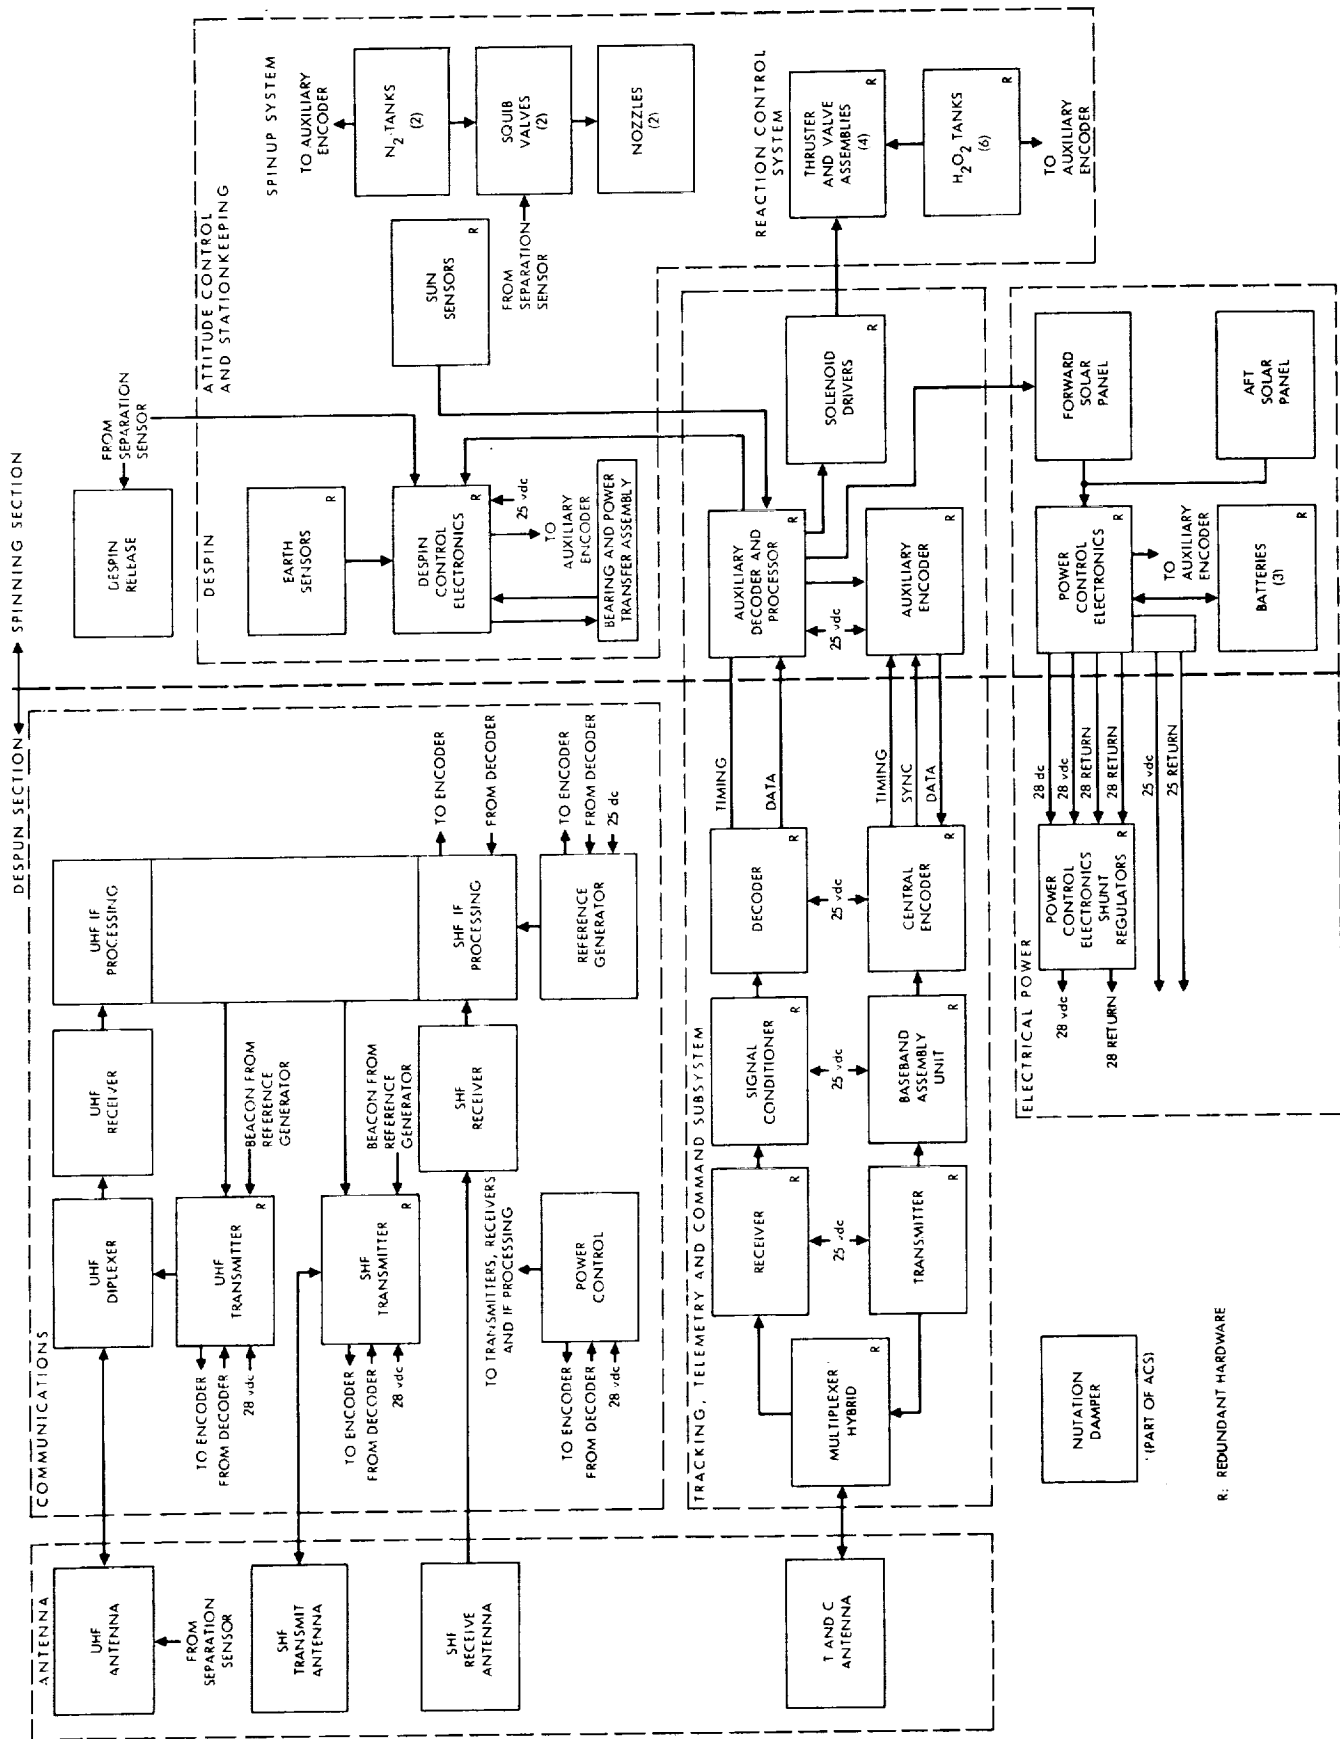 DESPUN SECTION
SPINNING SECTION
ANTENNA
UHF
ANTENNA
FROM
SEPARATION
SENSOR
SHF
TRANSMIT
ANTENNA
SHF
RECEIVE
ANTENNA
T AND C
ANTENNA
COMMUNICATIONS
UHF
DIPLEXER
UHF
RECEIVER
UHF IF
PROCESSING
UHF
TRANSMITTER
R
TO ENCODER
FROM DECODER
28 vdc
BEACON FROM
REFERENCE
GENERATOR
SHF
TRANSMITTER
R
TO ENCODER
FROM DECODER
28 vdc
BEACON FROM
REFERENCE
GENERATOR
SHF
RECEIVER
SHF IF
PROCESSING
TO ENCODER
FROM DECODER
TO TRANSMITTERS, RECEIVERS
AND IF PROCESSING
POWER
CONTROL
TO ENCODER
FROM DECODER
28 vdc
REFERENCE
GENERATOR
TO ENCODER
FROM DECODER
25 dc
TRACKING, TELEMETRY AND COMMAND SUBSYSTEM
MULTIPLEXER
HYBRID
R
RECEIVER
R
25 vdc
TRANSMITTER
R
SIGNAL
CONDITIONER
R
25 vdc
BASEBAND
ASSEMBLY
UNIT
R
DECODER
R
25 vdc
CENTRAL
ENCODER
R
TIMING
DATA
TIMING
SYNC
DATA
AUXILIARY
DECODER AND
PROCESSOR
R
25 vdc
AUXILIARY
ENCODER
R
SOLENOID
DRIVERS
R
DESPIN
RELEASE
FROM
SEPARATION
SENSOR
ATTITUDE CONTROL
AND STATIONKEEPING
DESPIN
EARTH
SENSORS
R
DESPIN
CONTROL
ELECTRONICS
R
25 vdc
TO
AUXILIARY
ENCODER
BEARING AND POWER
TRANSFER ASSEMBLY
SUN
SENSORS
R
SPINUP SYSTEM
TO AUXILIARY
ENCODER
N2 TANKS
(2)
SQUIB
VALVES
(2)
NOZZLES
(2)
FROM
SEPARATION
SENSOR
REACTION CONTROL
SYSTEM
THRUSTER
AND VALVE
ASSEMBLIES
(4)
R
H2O2 TANKS
(6)
R
TO
AUXILIARY
ENCODER
ELECTRICAL POWER
28 vdc
28 RETURN
POWER
CONTROL
ELECTRONICS
SHUNT
REGULATORS
R
28 dc
28 vdc
28 RETURN
28 RETURN
25 vdc
25 RETURN
POWER
CONTROL
ELECTRONICS
R
TO
AUXILIARY
ENCODER
BATTERIES
(3)
R
FORWARD
SOLAR
PANEL
AFT
SOLAR
PANEL
NUTATION
DAMPER
(PART OF ACS)
R: REDUNDANT HARDWARE